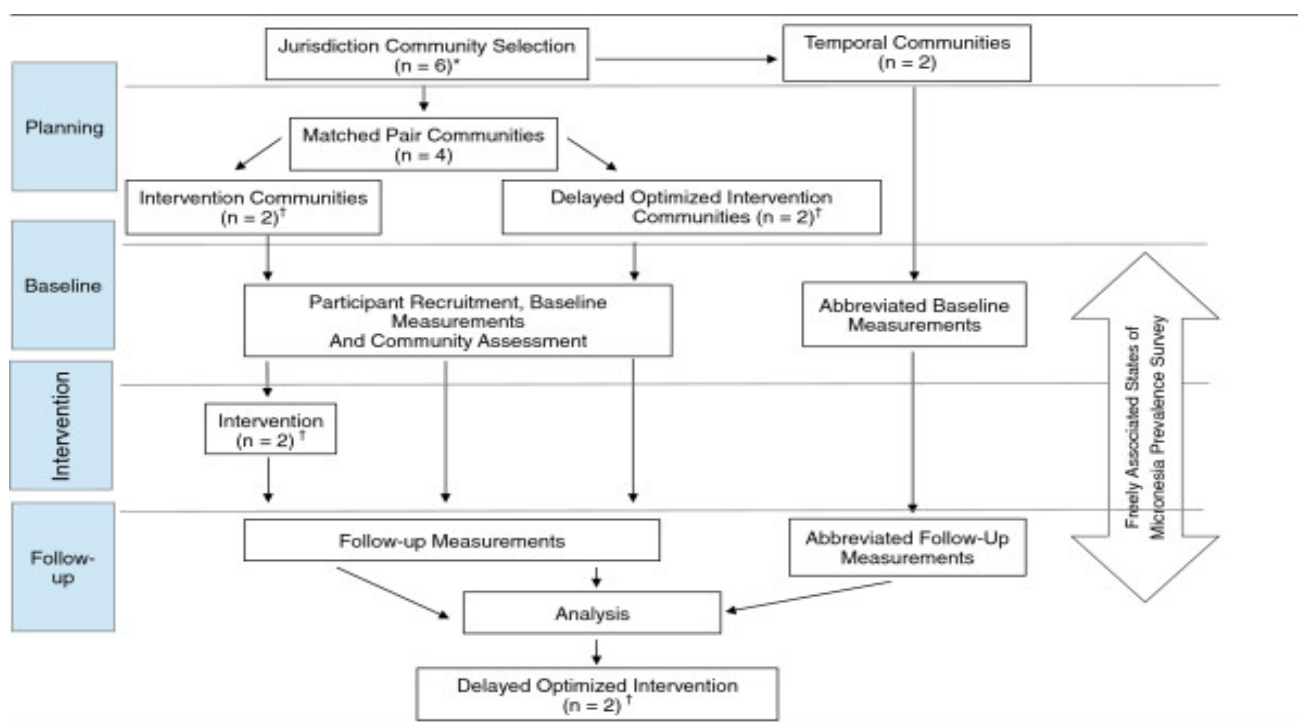 Jurisdiction Community Selection
(n = 6)*
Temporal Communities
(n = 2)
Planning
Matched Pair Communities
(n = 4)
Intervention Communities
(n = 2)†
Delayed Optimized Intervention
Communities (n = 2)†
Baseline
Participant Recruitment, Baseline
Measurements
And Community Assessment
Abbreviated Baseline
Measurements
Freely Associated States of
Micronesia Prevalence Survey
Intervention
Intervention
(n = 2)†
Follow-
up
Follow-up Measurements
Abbreviated Follow-Up
Measurements
Analysis
Delayed Optimized Intervention
(n = 2)†